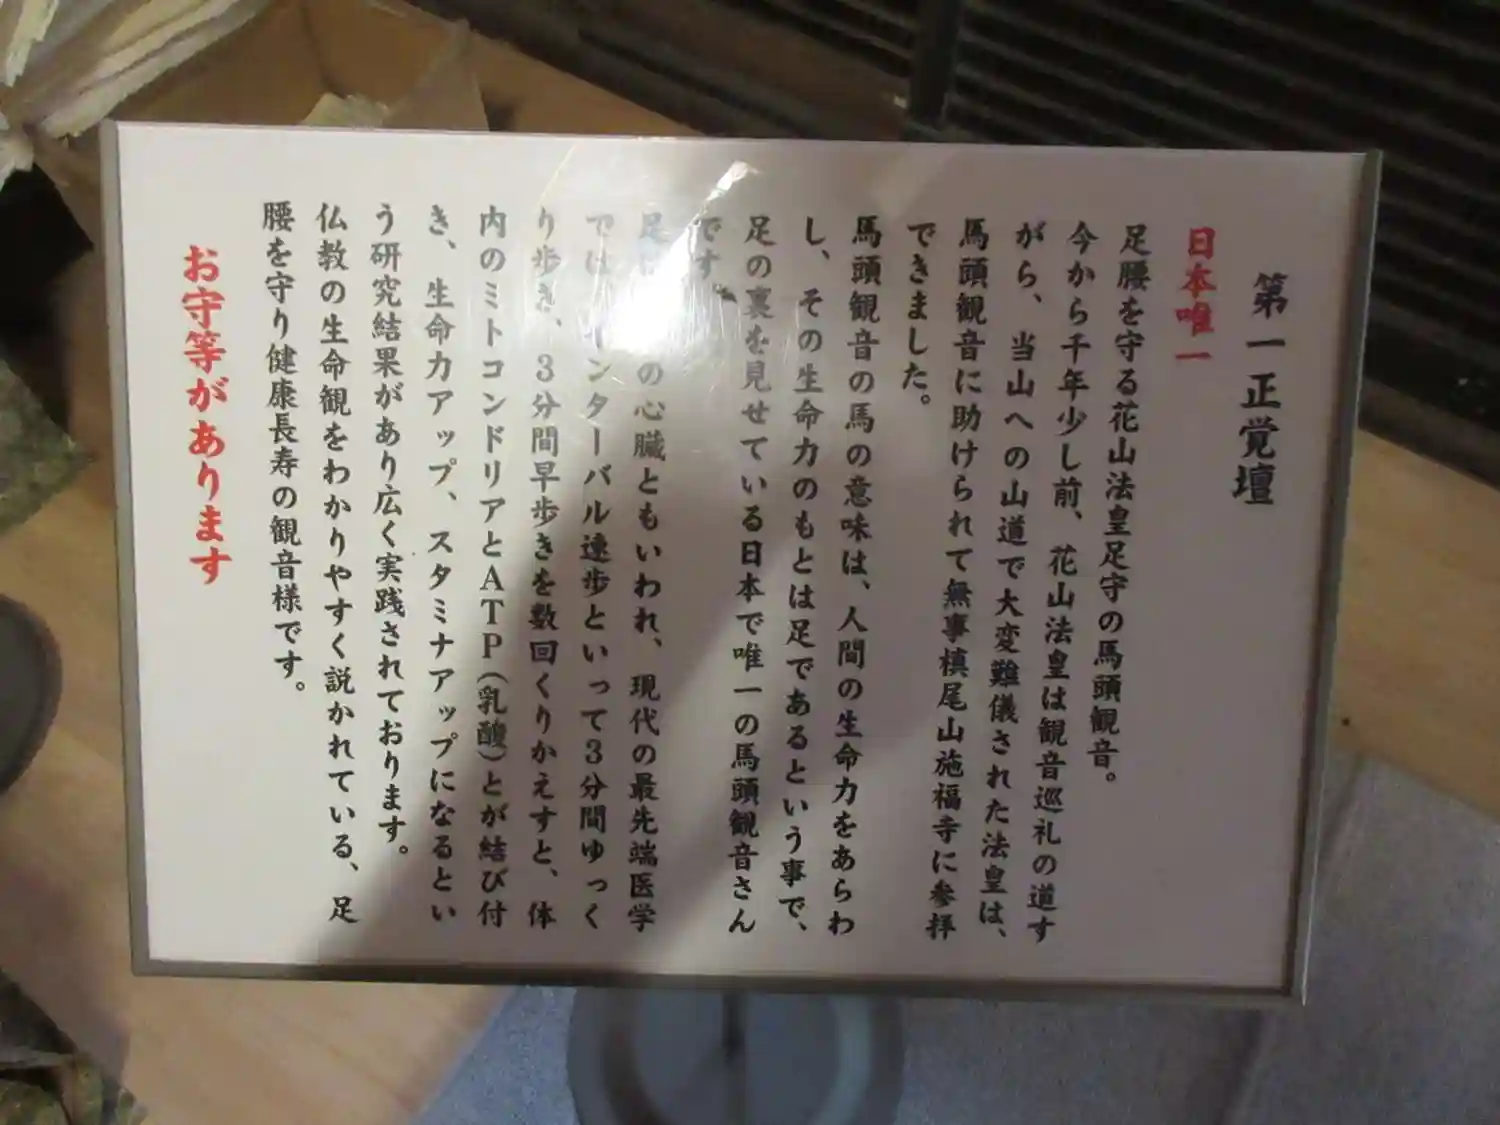 第一正覚壇
日本唯一
足腰を守る花山法皇足守の馬頭観音。
今から千年少し前、花山法皇は観音巡礼の道す
がら、当山への山道で大変難儀された法皇は、
馬頭観音に助けられて無事槙尾山施福寺に参拝
できました。
馬頭観音の馬の意味は、人間の生命力をあらわ
し、その生命力のもとは足であるという事で、
足の裏を見せている日本で唯一の馬頭観音さん
です。
足の心臓ともいわれ、現代の最先端医学
では、ンターバル速歩といって3分間ゆっく
り歩き、3分間早歩きを数回くりかえすと、体
内のミトコンドリアとATP(乳酸)とが結び付
き、生命力アップ、スタミナアップになるとい
う研究結果があり広く実践されております。
仏教の生命観をわかりやすく説かれている、足
腰を守り健康長寿の観音様です。
お守等があります